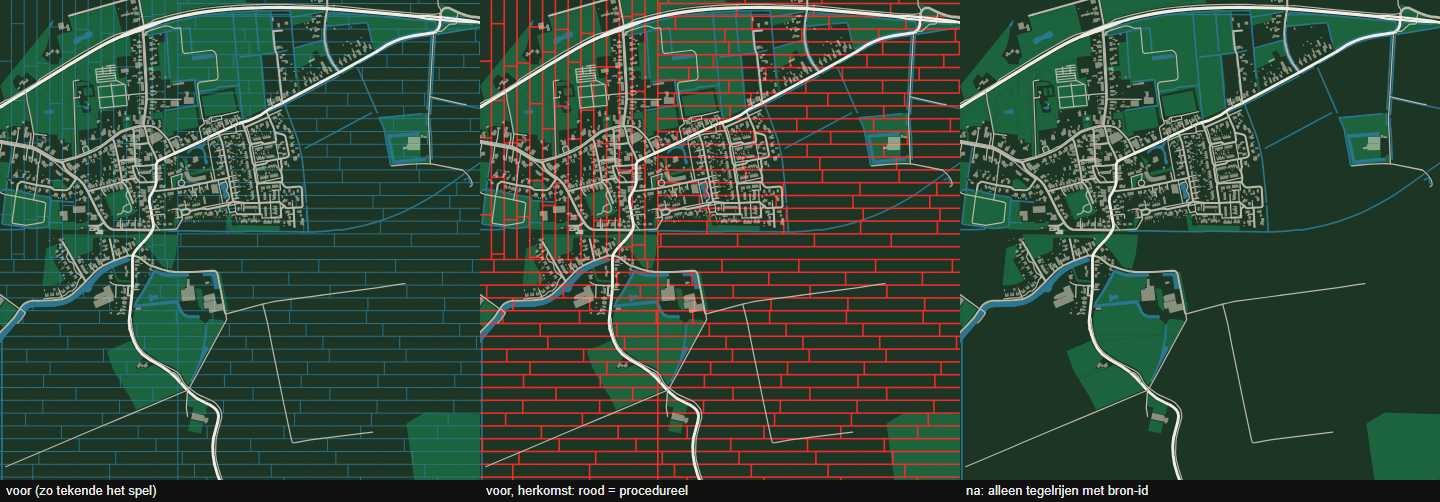 voor (zo tekende het spel)
voor, herkomst: rood = procedureel
na: alleen tegelrijen met bron-id